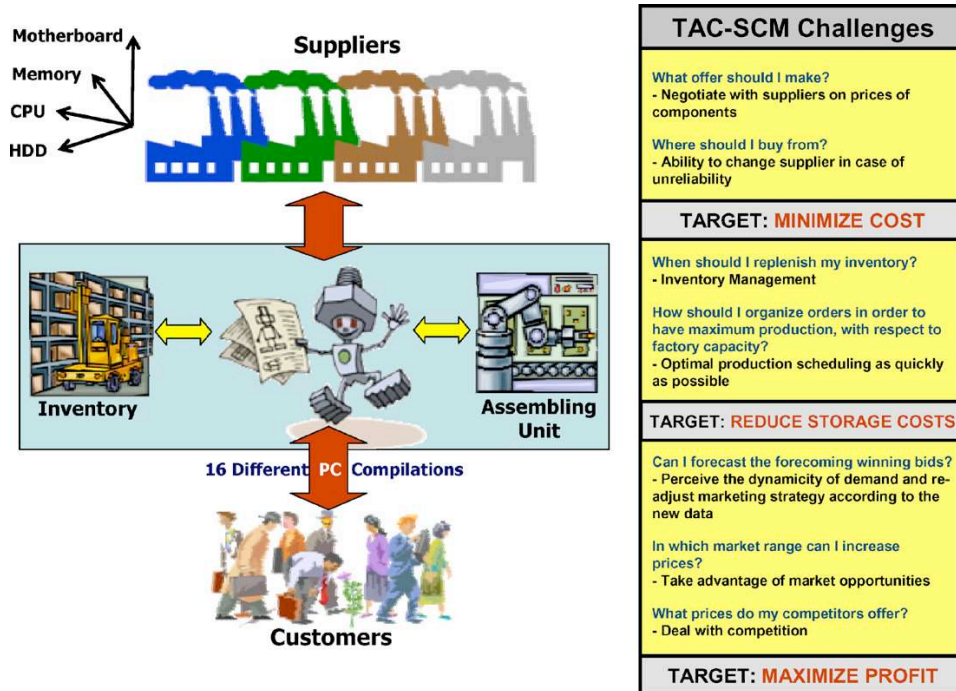 Motherboard
Memory
CPU
HDD
Suppliers
Inventory
Assembling
Unit
16 Different PC Compilations
Customers
TAC-SCM Challenges
What offer should I make?
- Negotiate with suppliers on prices of
components
Where should I buy from?
- Ability to change supplier in case of
unreliability
TARGET: MINIMIZE COST
When should I replenish my inventory?
- Inventory Management
How should I organize orders in order to
have maximum production, with respect to
factory capacity?
- Optimal production scheduling as quickly
as possible
TARGET: REDUCE STORAGE COSTS
Can I forecast the forecoming winning bids?
- Perceive the dynamicity of demand and re-
adjust marketing strategy according to the
new data
In which market range can I increase
prices?
- Take advantage of market opportunities
What prices do my competitors offer?
- Deal with competition
TARGET: MAXIMIZE PROFIT